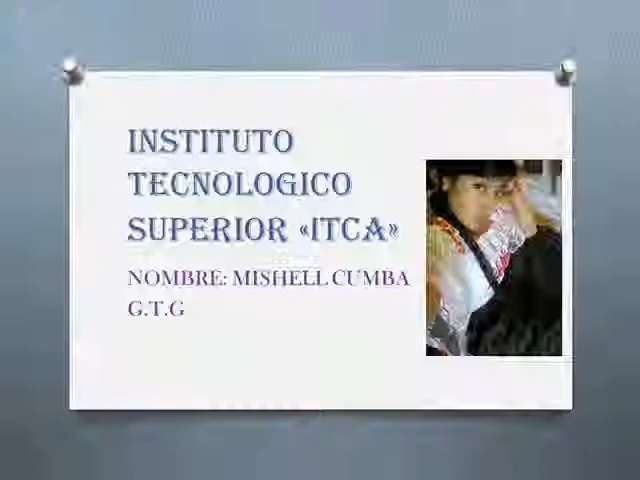 INSTITUTO
TECNOLOGICO
SUPERIOR «ITCA»
NOMBRE: MISHELL CUMBA
G.T.G